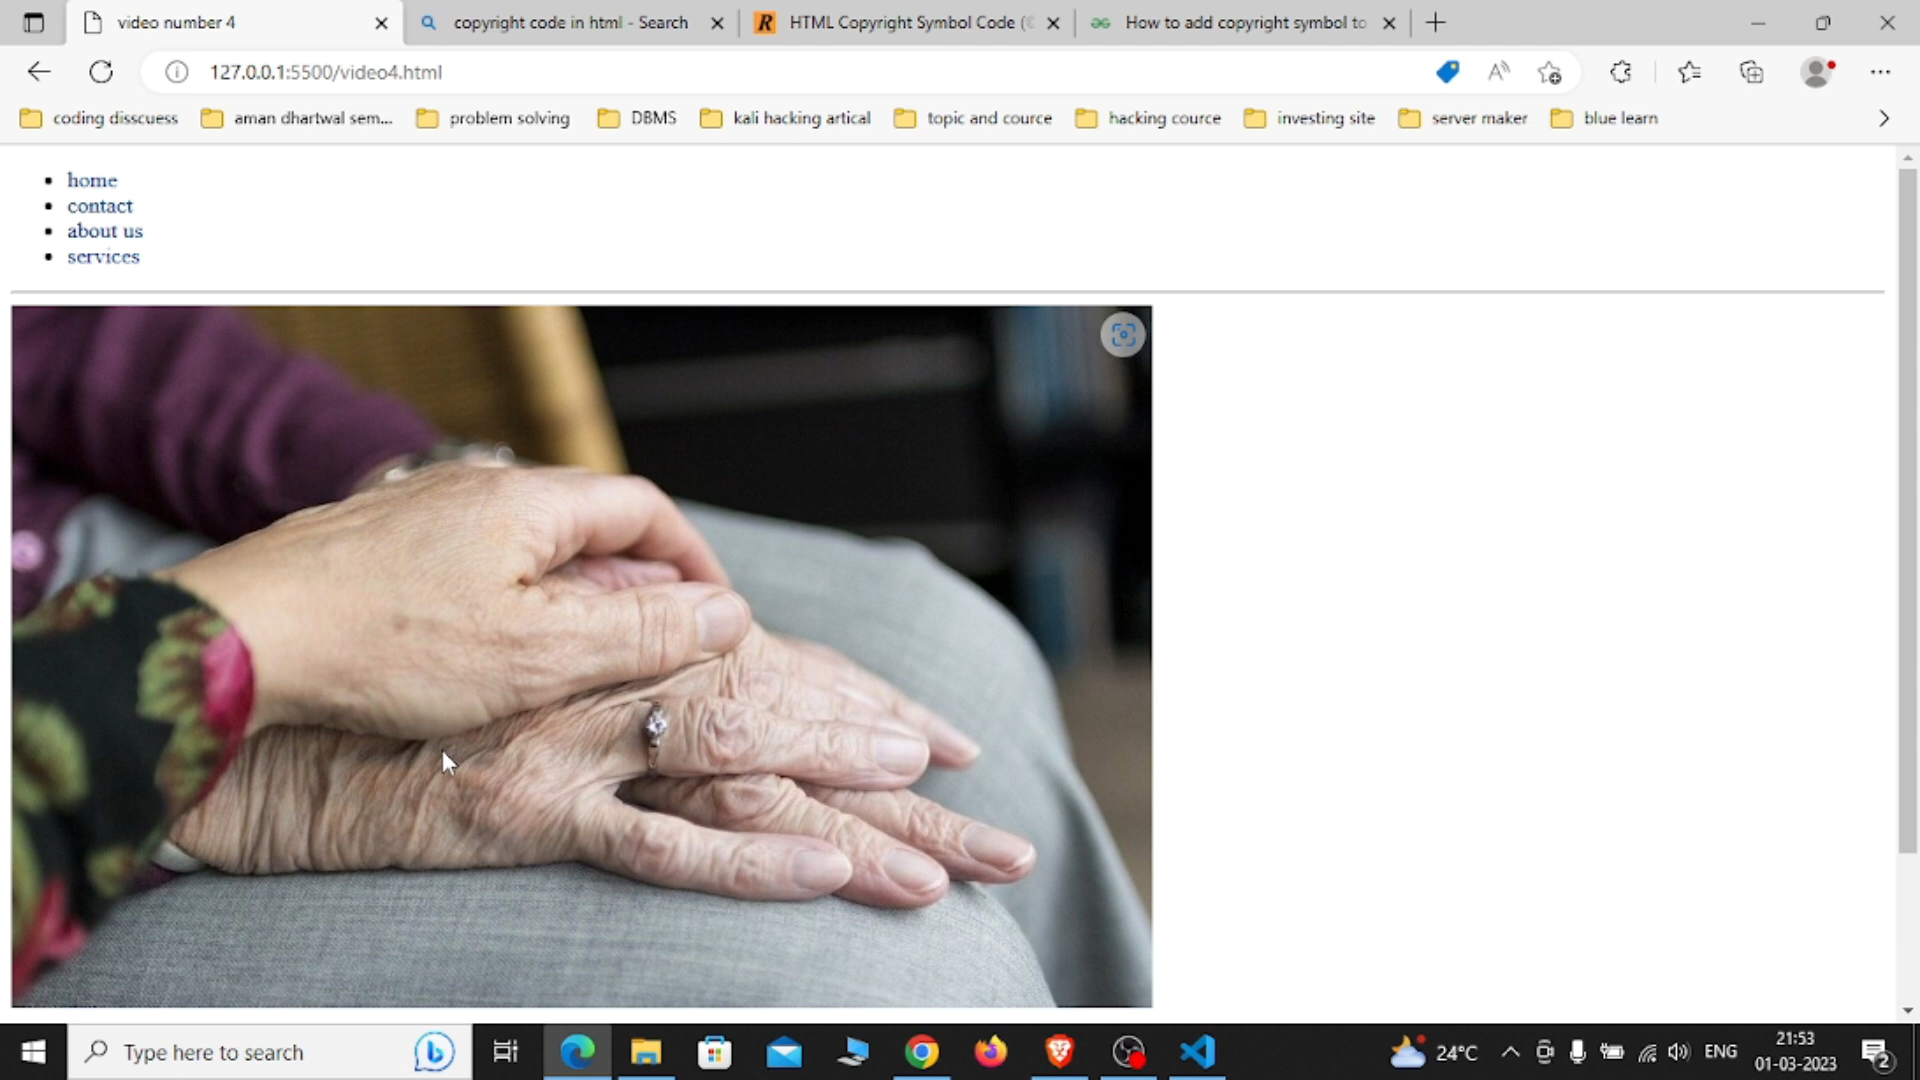 video number 4
copyright code in html - Search
HTML Copyright Symbol Code (
How to add copyright symbol to
127.0.0.1:5500/video4.html
coding disscuess
aman dhartwal sem...
problem solving
DBMS
kali hacking artical
topic and cource
hacking cource
investing site
server maker
blue learn
home
contact
about us
services
Type here to search
24°C
ENG
21:53
01-03-2023
2